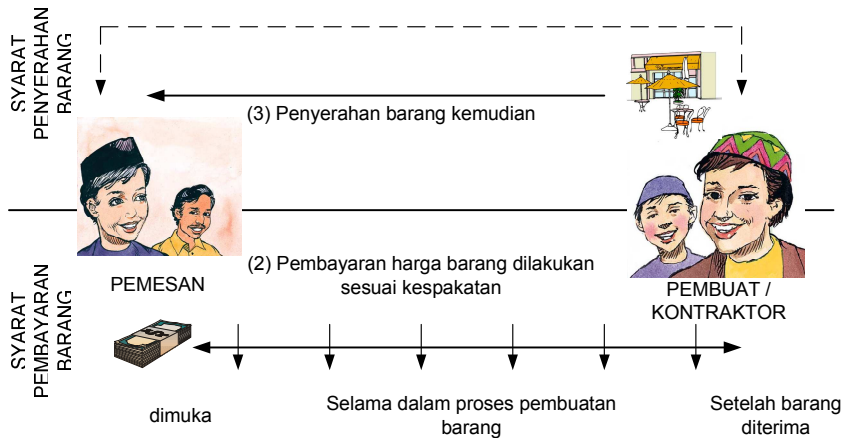 SYARAT
PENYERAHAN
BARANG
(3) Penyerahan barang kemudian
PEMESAN
(2) Pembayaran harga barang dilakukan
sesuai kespakatan
PEMBUAT /
KONTRAKTOR
SYARAT
PEMBAYARAN
BARANG
dimuka
Selama dalam proses pembuatan
barang
Setelah barang
diterima